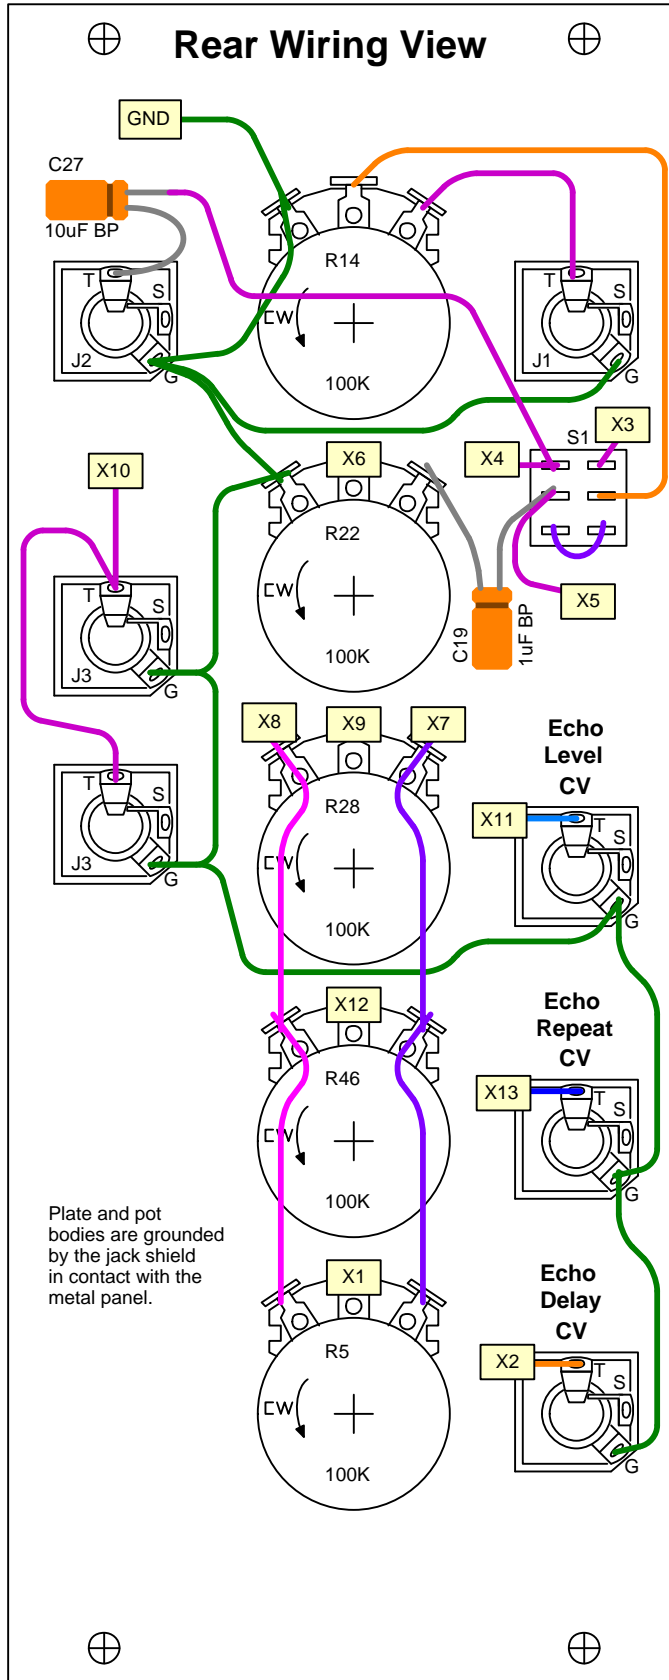 Rear Wiring View
GND
C27
10uF BP
R14
CW
100K
T
S
J2
G
T
S
J1
G
S1
X3
X4
X5
X10
X6
R22
CW
100K
C19
1uF BP
T
S
J3
G
X8
X9
X7
R28
CW
100K
T
S
J3
G
Echo
Level
CV
X11
T
S
G
X12
R46
CW
100K
Echo
Repeat
CV
X13
T
S
G
Plate and pot
bodies are grounded
by the jack shield
in contact with the
metal panel.
X1
R5
CW
100K
Echo
Delay
CV
X2
T
S
G